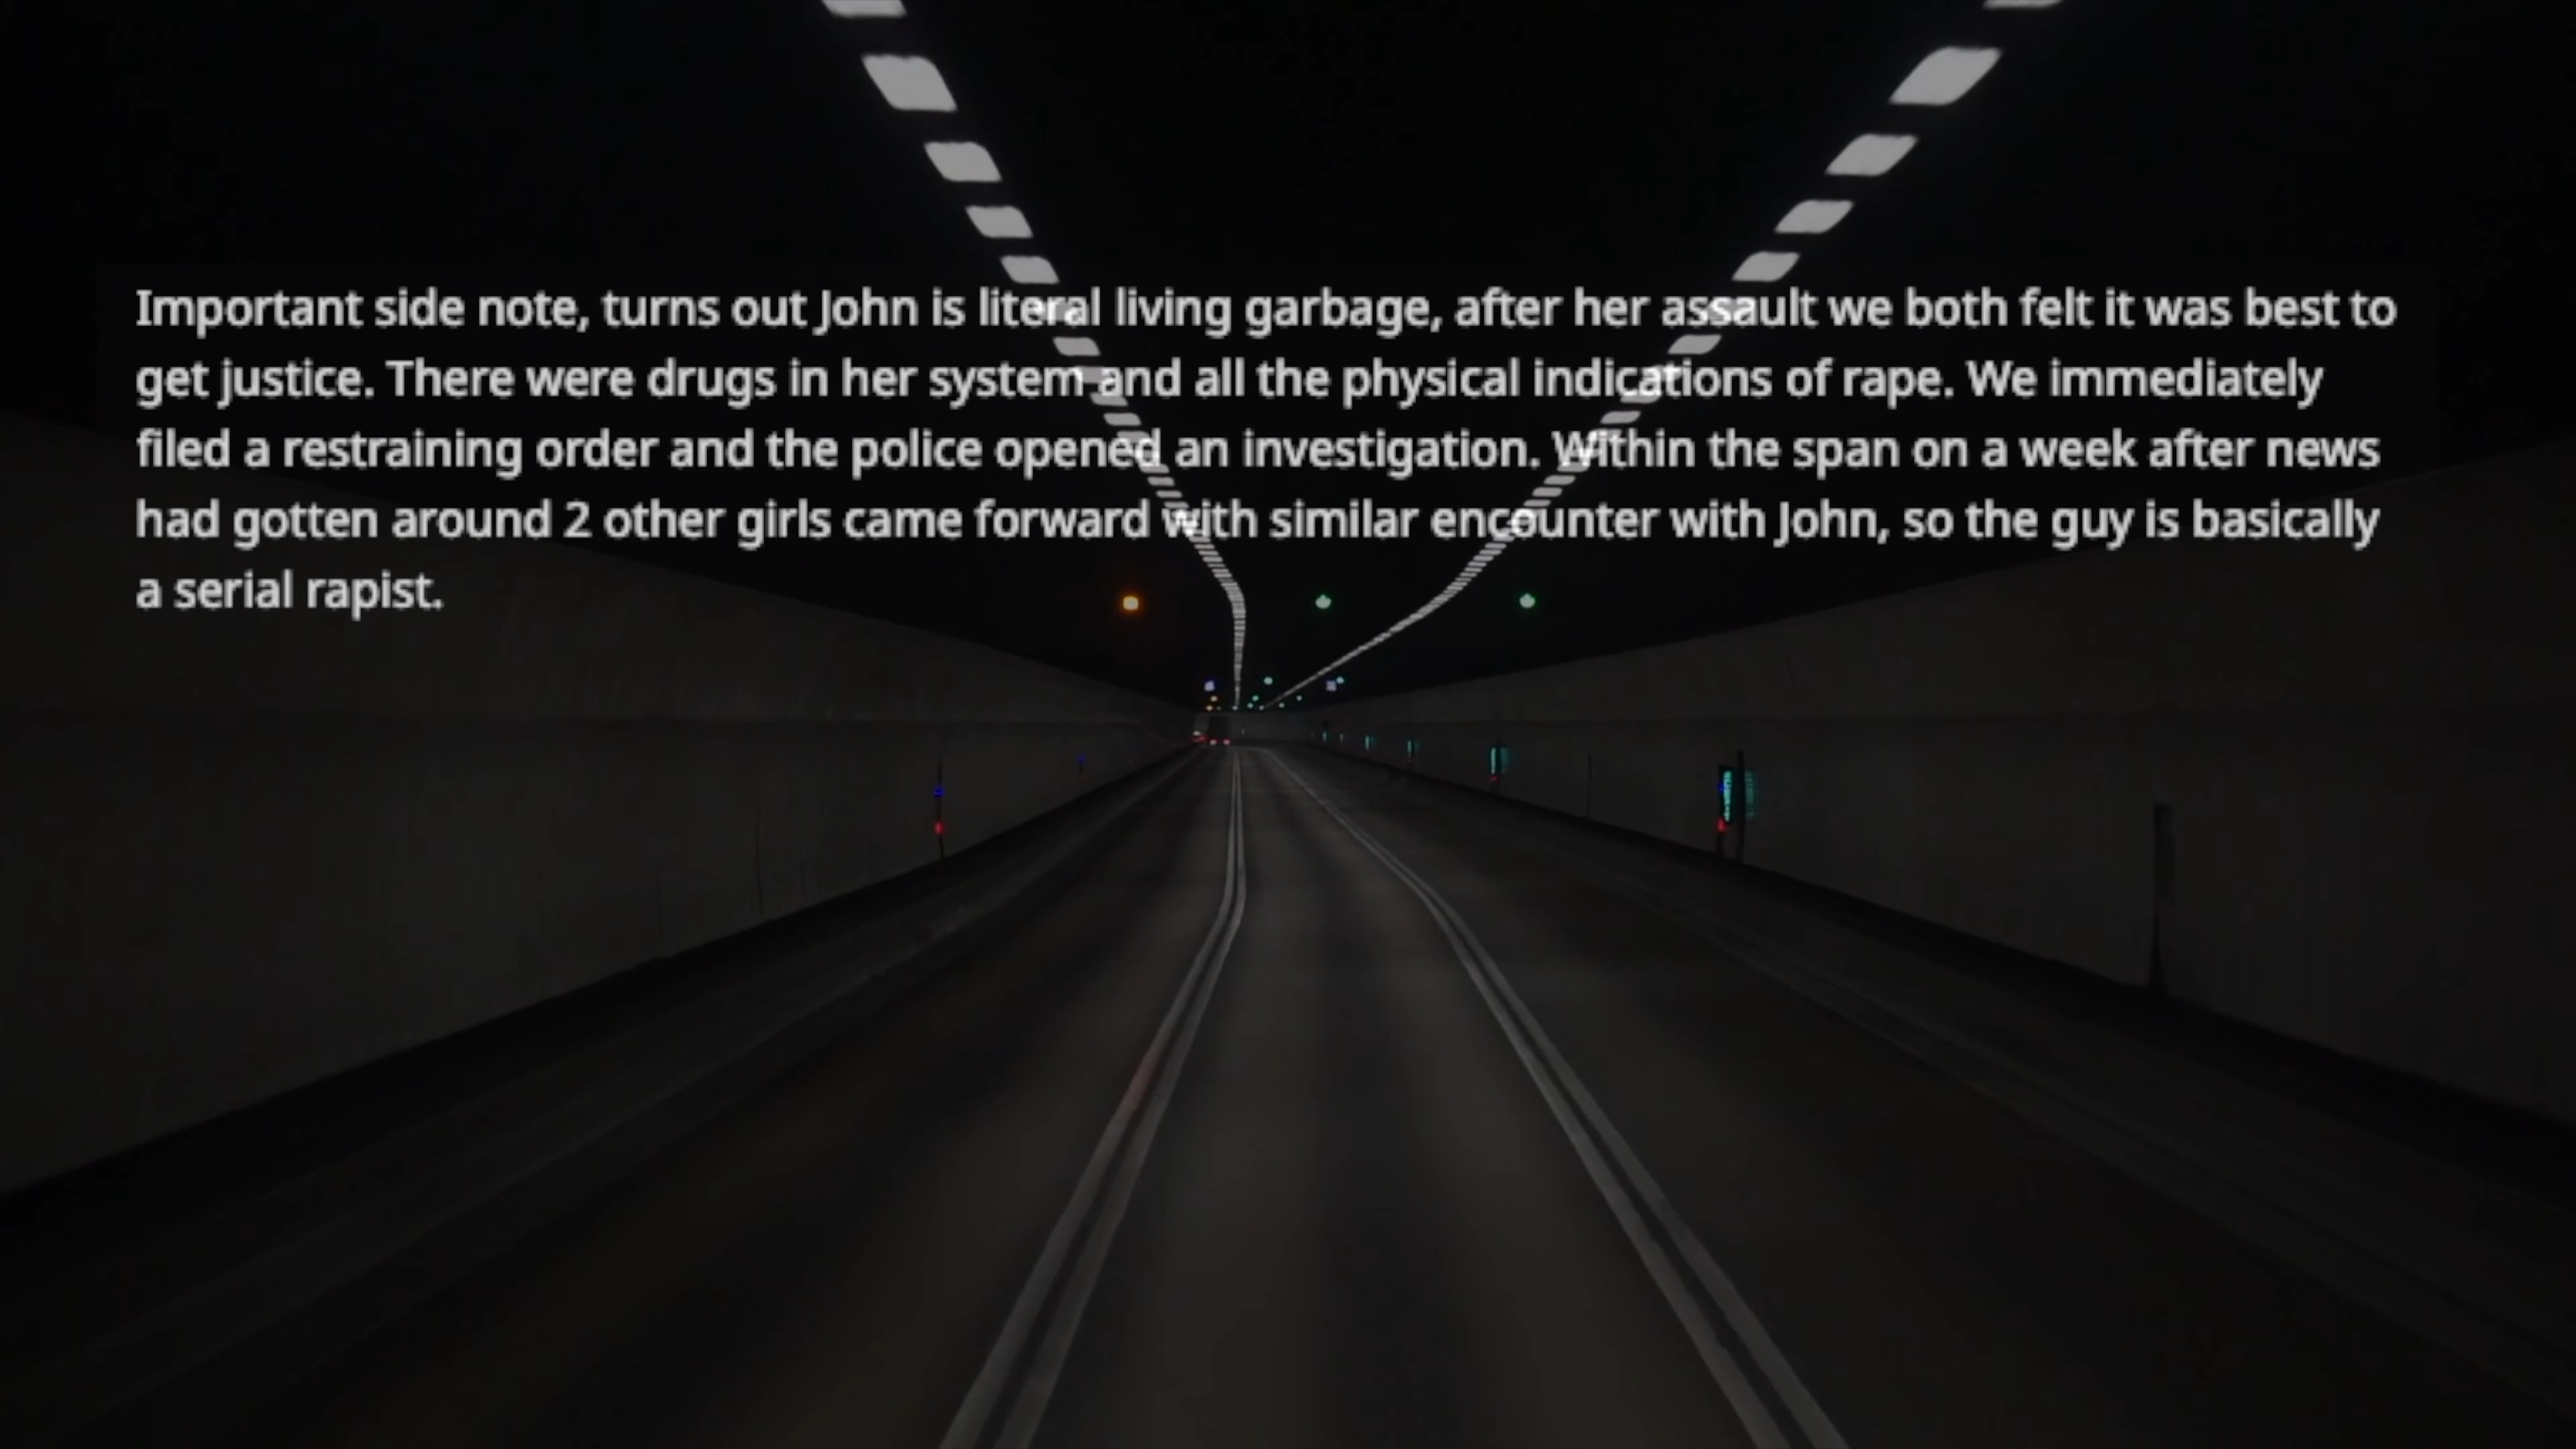 Important side note, turns out John is literal living garbage, after her assault we both felt it was best to
get justice. There were drugs in her system and all the physical indications of rape. We immediately
filed a restraining order and the police opened an investigation. Within the span on a week after news
had gotten around 2 other girls came forward with similar encounter with John, so the guy is basically
a serial rapist.